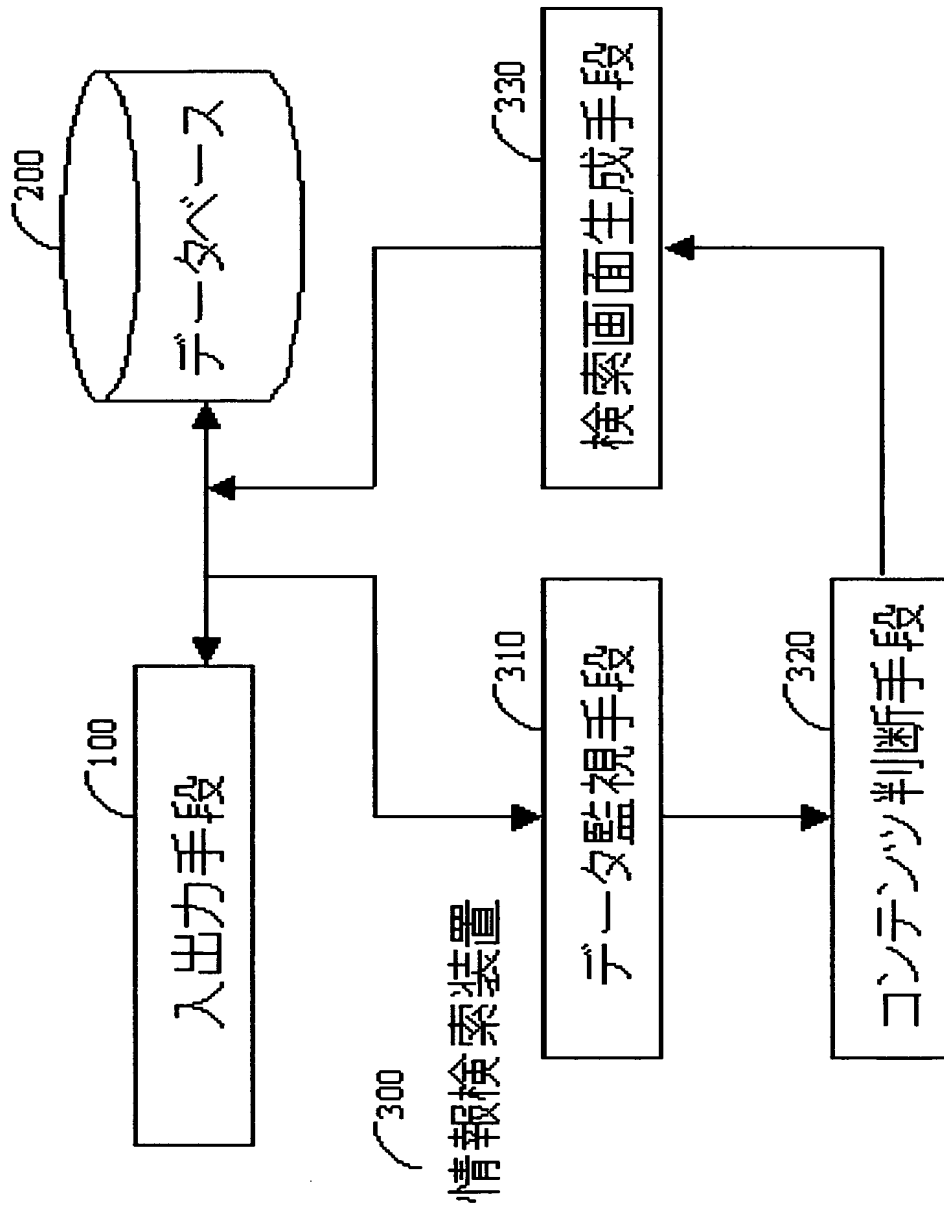 100
入出力手段
200
データベース
300
情報検索装置
310
データ監視手段
330
検索画面生成手段
320
コンテンツ判断手段